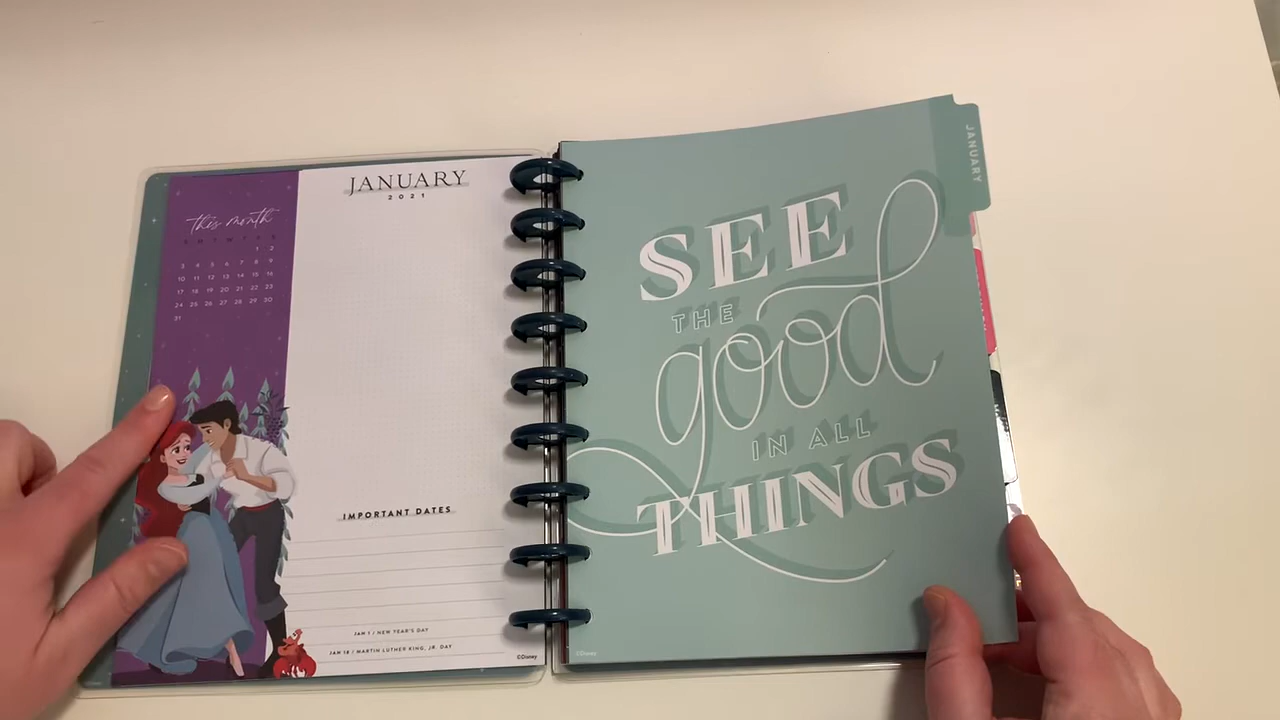 this month
S M T W T F S
1 2
3 4 5 6 7 8 9
10 11 12 13 14 15 16
17 18 19 20 21 22 23
24 25 26 27 28 29 30
31
JANUARY
2021
IMPORTANT DATES
JAN 1 / NEW YEAR'S DAY
JAN 18 / MARTIN LUTHER KING, JR. DAY
©Disney
SEE
THE
good
IN ALL
THINGS
©Disney
JANUARY